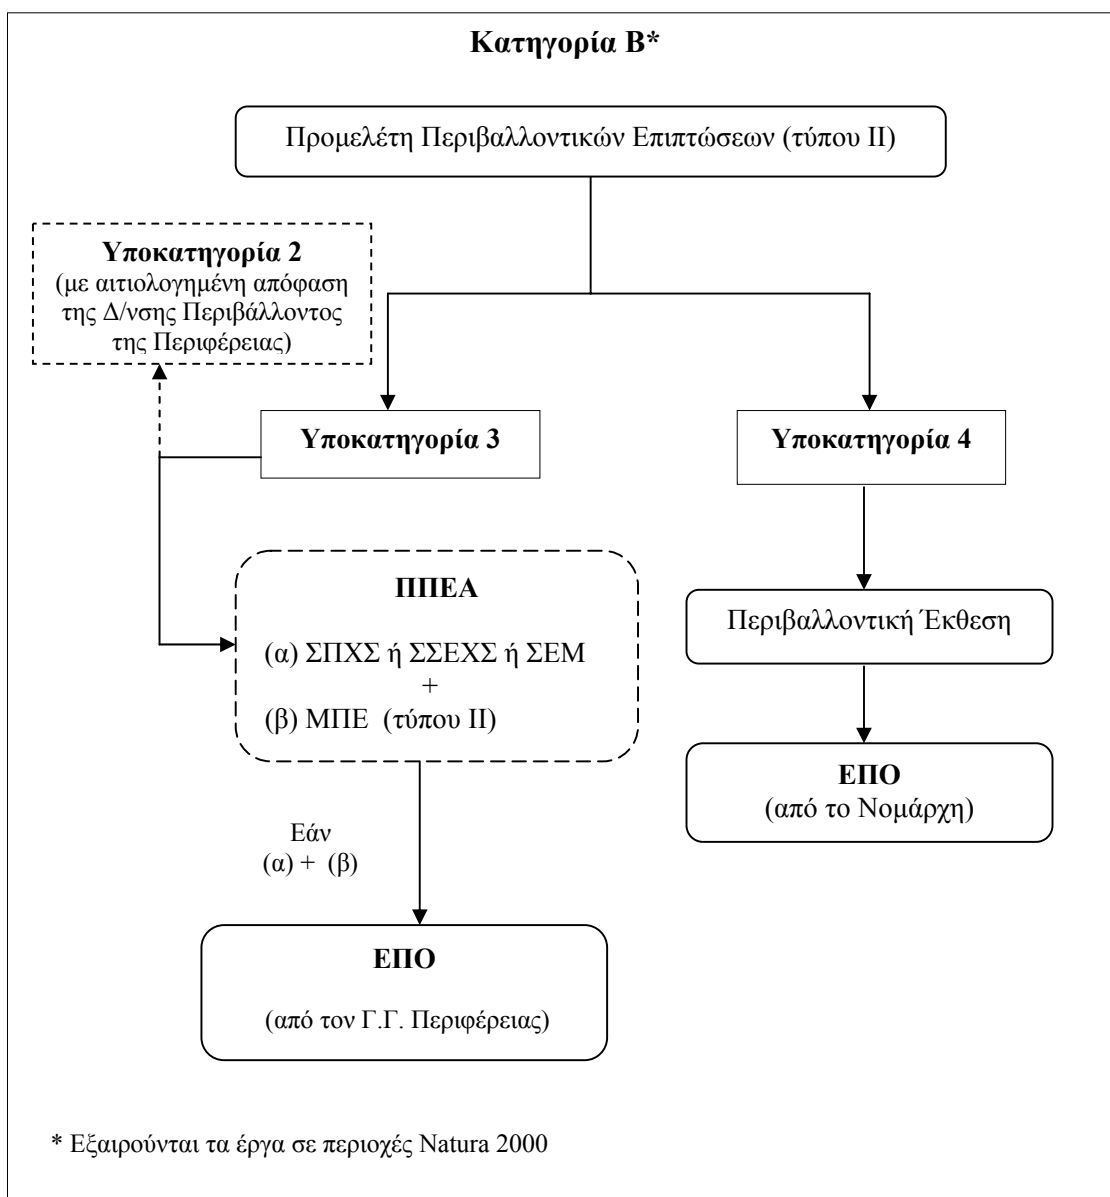 Κατηγορία Β*
Προμελέτη Περιβαλλοντικών Επιπτώσεων (τύπου ΙΙ)
Υποκατηγορία 2
(με αιτιολογημένη απόφαση
της Δ/νσης Περιβάλλοντος
της Περιφέρειας)
Υποκατηγορία 3
Υποκατηγορία 4
ΠΠΕΑ
(α) ΣΠΧΣ ή ΣΣΕΧΣ ή ΣΕΜ
+
(β) ΜΠΕ (τύπου ΙΙ)
Περιβαλλοντική Έκθεση
ΕΠΟ
(από το Νομάρχη)
Εάν
(α) + (β)
ΕΠΟ
(από τον Γ.Γ. Περιφέρειας)
* Εξαιρούνται τα έργα σε περιοχές Natura 2000